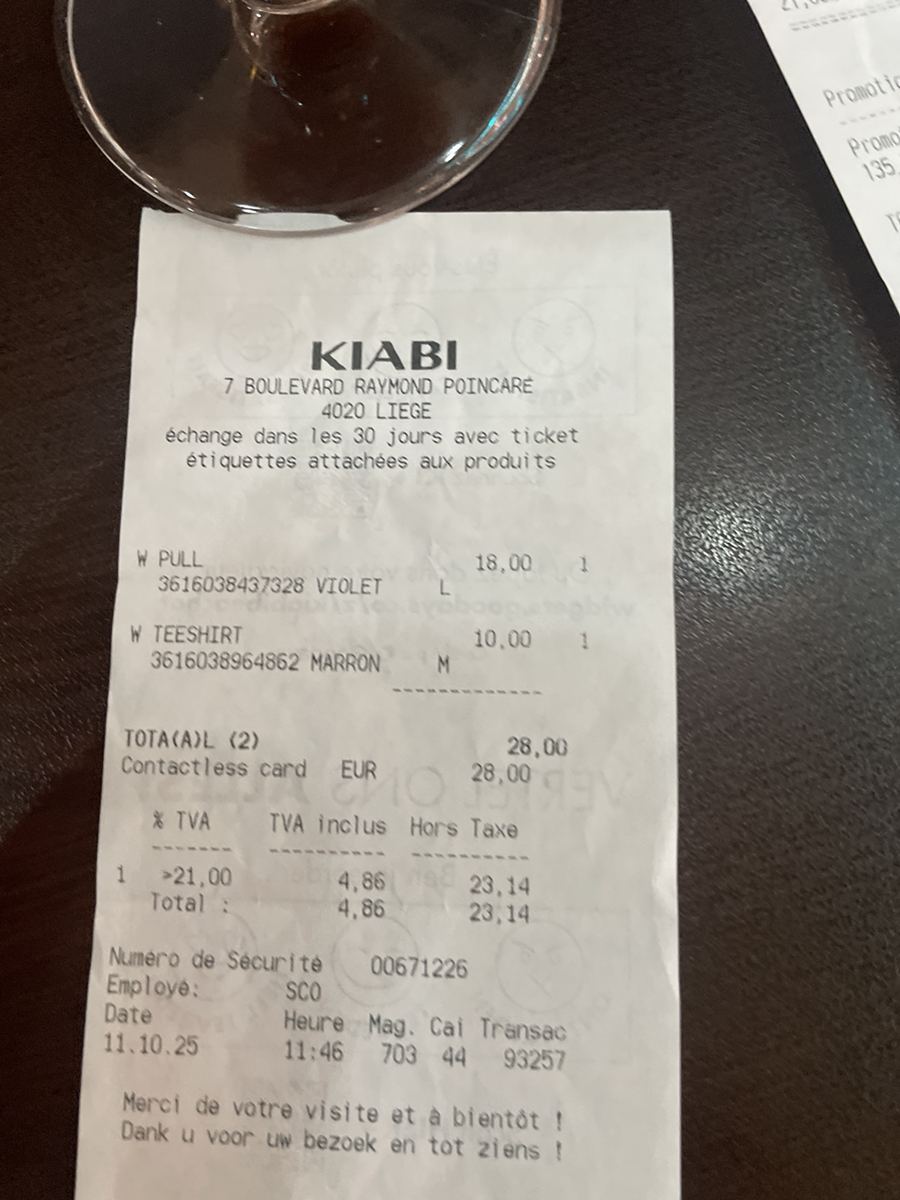 KIABI
7 BOULEVARD RAYMOND POINCARÉ
4020 LIEGE
échange dans les 30 jours avec ticket
étiquettes attachées aux produits
W PULL 18,00 1
3616038437328 VIOLET L
W TEESHIRT 10,00 1
3616038964862 MARRON M
-------------
TOTA(A)L (2) 28,00
Contactless card EUR 28,00
% TVA TVA inclus Hors Taxe
------- ---------- ----------
1 >21,00 4,86 23,14
Total : 4,86 23,14
Numéro de Sécurité 00671226
Employé: SCO
Date Heure Mag. Cai Transac
11.10.25 11:46 703 44 93257
Merci de votre visite et à bientôt !
Dank u voor uw bezoek en tot ziens !
135.